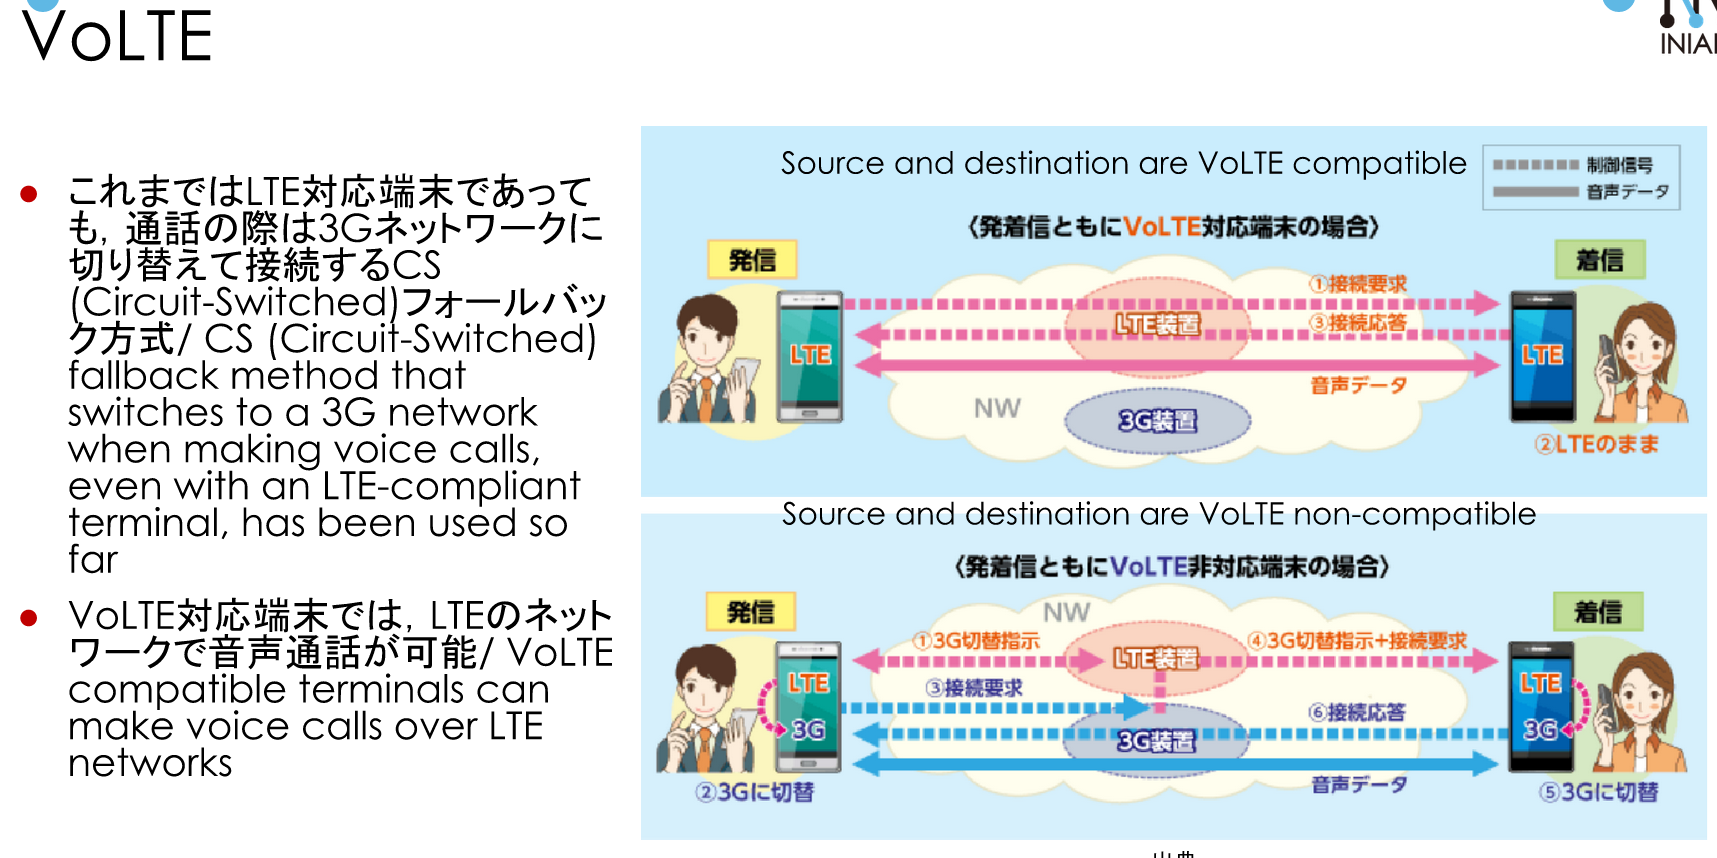 VoLTE
INIA
これまではLTE対応端末であって
も, 通話の際は3Gネットワークに
切り替えて接続するCS
(Circuit-Switched)フォールバッ
ク方式/ CS (Circuit-Switched)
fallback method that
switches to a 3G network
when making voice calls,
even with an LTE-compliant
terminal, has been used so
far
VoLTE対応端末では, LTEのネット
ワークで音声通話が可能/ VoLTE
compatible terminals can
make voice calls over LTE
networks
Source and destination are VoLTE compatible
制御信号
音声データ
〈発着信ともにVoLTE対応端末の場合〉
発信
着信
①接続要求
LTE装置
③接続応答
LTE
LTE
音声データ
NW
3G装置
②LTEのまま
Source and destination are VoLTE non-compatible
〈発着信ともにVoLTE非対応端末の場合〉
発信
NW
着信
①3G切替指示
LTE装置
④3G切替指示+接続要求
LTE
③接続要求
LTE
⑥接続応答
3G
3G装置
3G
音声データ
②3Gに切替
⑤3Gに切替